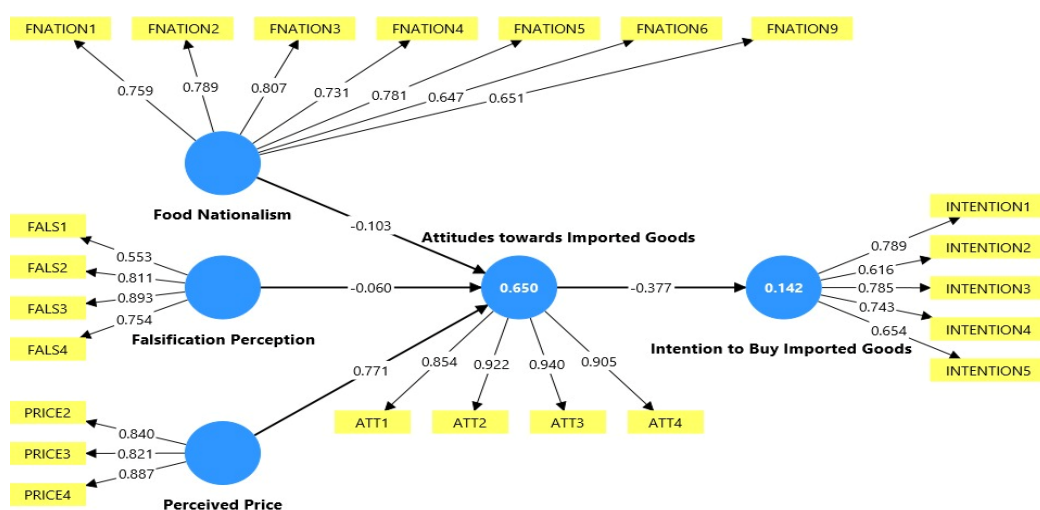 FNATION1
FNATION2
FNATION3
FNATION4
FNATION5
FNATION6
FNATION9
0.759
0.789
0.807
0.731
0.781
0.647
0.651
Food Nationalism
-0.103
FALS1
FALS2
FALS3
FALS4
0.553
0.811
0.893
0.754
Falsification Perception
-0.060
Attitudes towards Imported Goods
0.650
-0.377
0.142
Intention to Buy Imported Goods
INTENTION1
INTENTION2
INTENTION3
INTENTION4
INTENTION5
0.789
0.616
0.785
0.743
0.654
0.771
0.854
0.922
0.940
0.905
ATT1
ATT2
ATT3
ATT4
PRICE2
PRICE3
PRICE4
0.840
0.821
0.887
Perceived Price